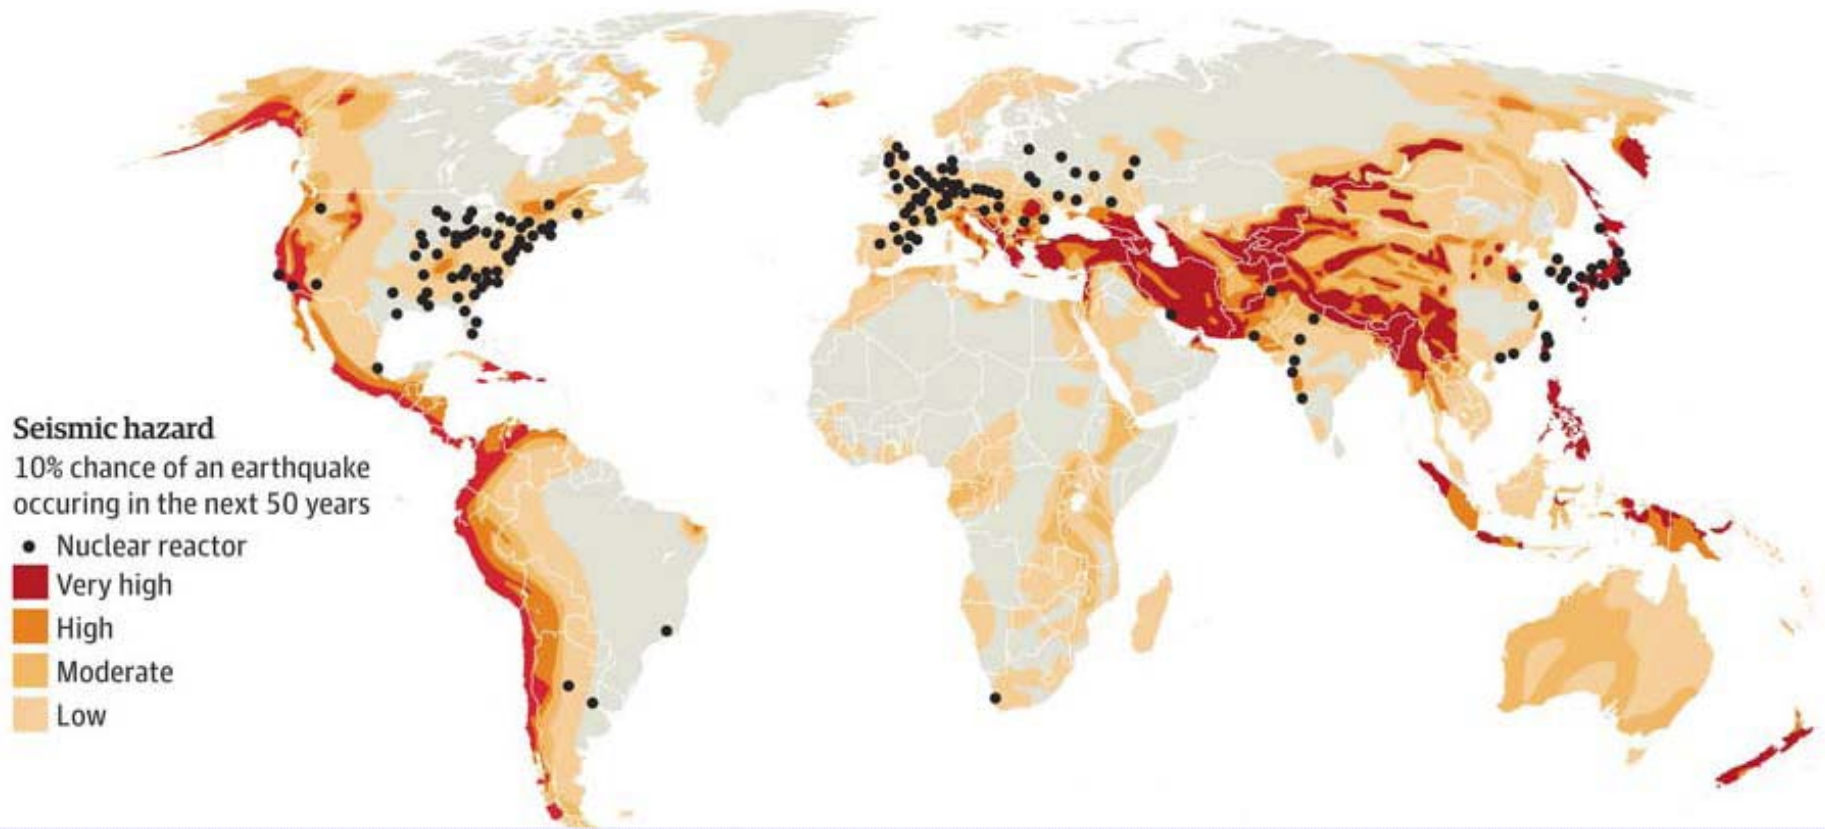 Seismic hazard
10% chance of an earthquake
occuring in the next 50 years
Nuclear reactor
Very high
High
Moderate
Low